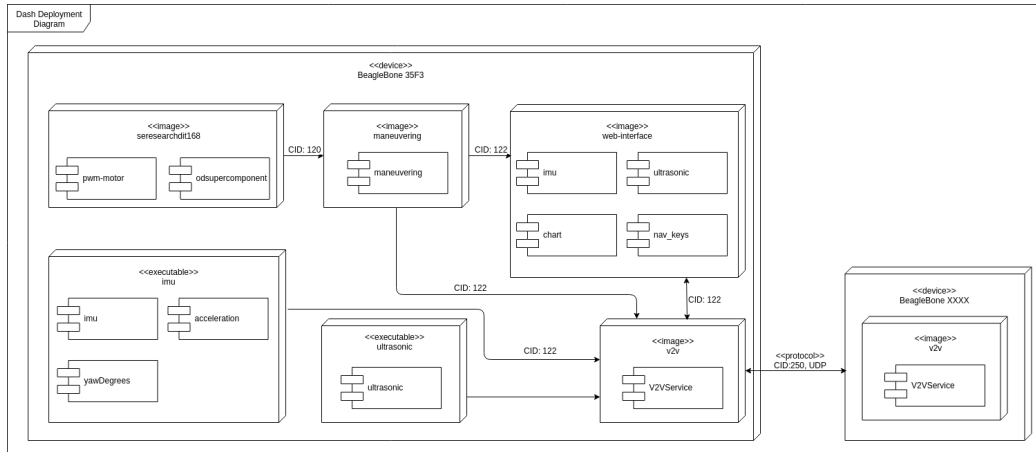 Dash Deployment
Diagram
<<device>>
BeagleBone 35F3
<<image>>
seresearchdit168
pwm-motor
odsupercomponent
CID: 120
<<image>>
maneuvering
maneuvering
CID: 122
<<image>>
web-interface
imu
ultrasonic
chart
nav_keys
<<executable>>
imu
imu
acceleration
yawDegrees
CID: 122
CID: 122
CID: 122
<<executable>>
ultrasonic
ultrasonic
<<image>>
v2v
V2VService
<<protocol>>
CID:250, UDP
<<device>>
BeagleBone XXXX
<<image>>
v2v
V2VService